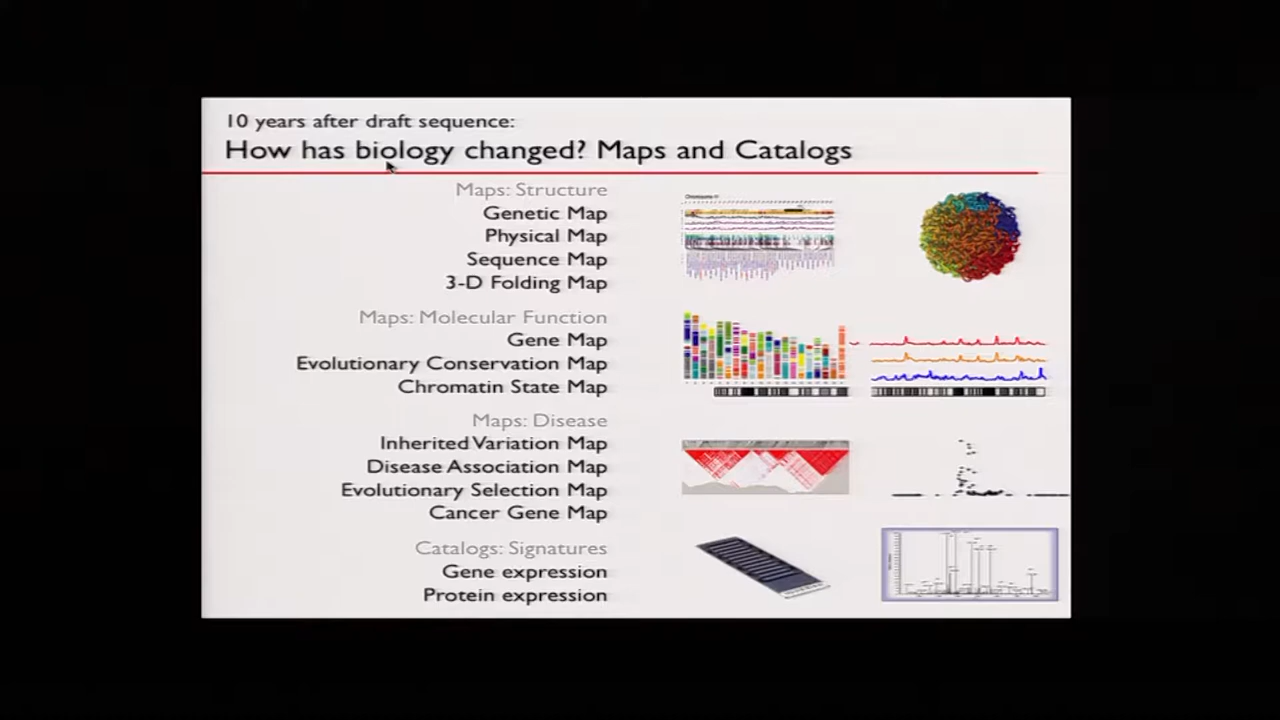 10 years after draft sequence:
How has biology changed? Maps and Catalogs
Maps: Structure
Genetic Map
Physical Map
Sequence Map
3-D Folding Map
Maps: Molecular Function
Gene Map
Evolutionary Conservation Map
Chromatin State Map
Maps: Disease
Inherited Variation Map
Disease Association Map
Evolutionary Selection Map
Cancer Gene Map
Catalogs: Signatures
Gene expression
Protein expression